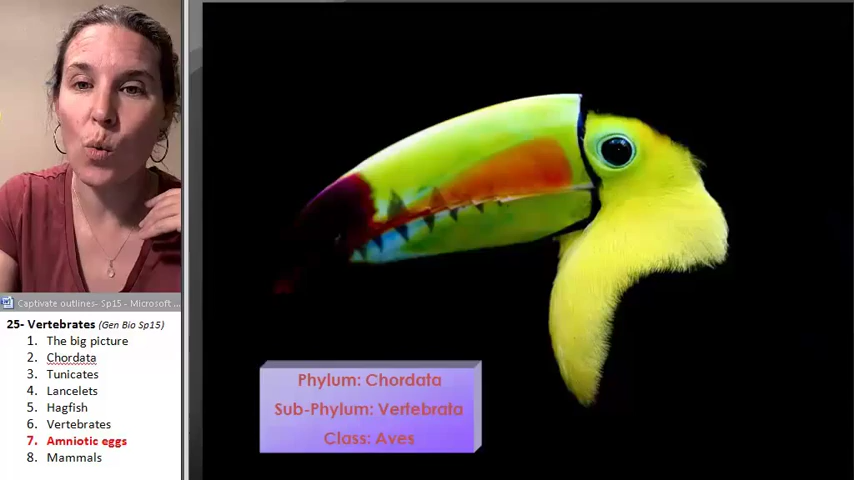 Captivate outlines- Sp15 - Microsoft ...
25- Vertebrates (Gen Bio Sp15)
1. The big picture
2. Chordata
3. Tunicates
4. Lancelets
5. Hagfish
6. Vertebrates
7. Amniotic eggs
8. Mammals
Phylum: Chordata
Sub-Phylum: Vertebrata
Class: Aves